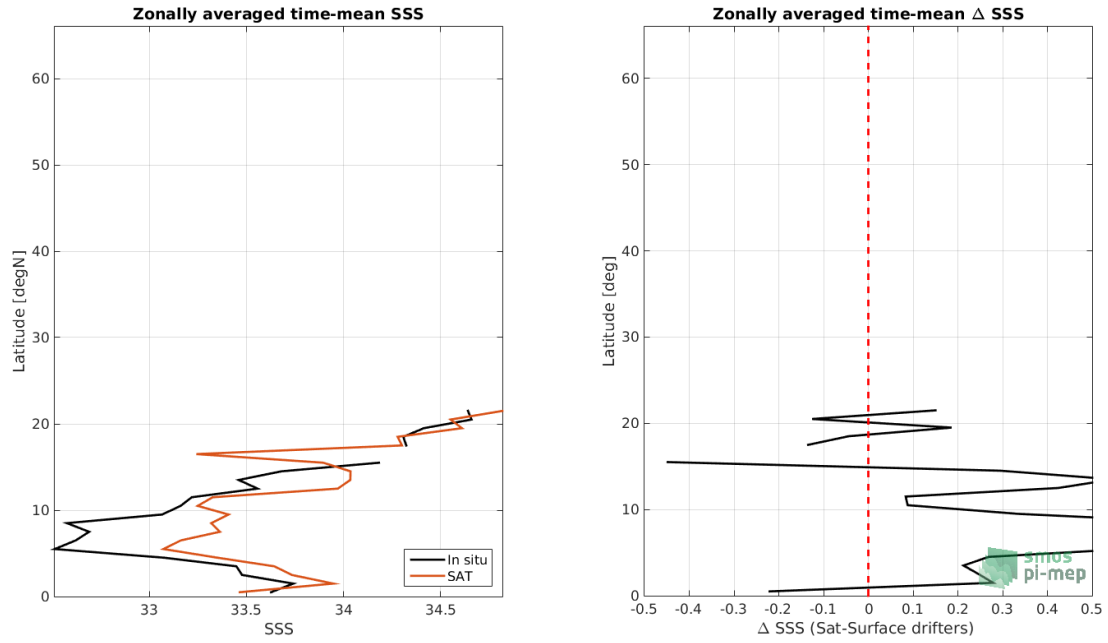 Zonally averaged time-mean SSS
Latitude [degN]
60
50
40
30
20
10
0
33
33.5
34
34.5
SSS
In situ
SAT
Zonally averaged time-mean Δ SSS
Latitude [deg]
60
50
40
30
20
10
0
-0.5
-0.4
-0.3
-0.2
-0.1
0
0.1
0.2
0.3
0.4
0.5
Δ SSS (Sat-Surface drifters)
smos
pi-mep